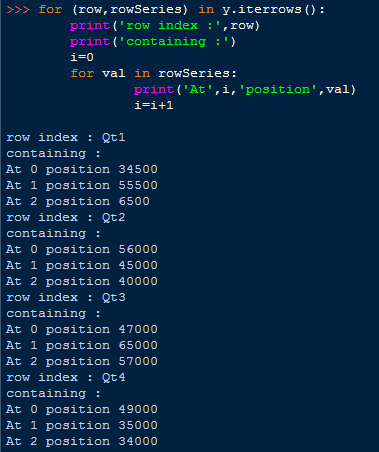 >>> for (row,rowSeries) in y.iterrows():
        print('row index :',row)
        print('containing :')
        i=0
        for val in rowSeries:
                print('At',i,'position',val)
                i=i+1
row index : Qt1
containing :
At 0 position 34500
At 1 position 55500
At 2 position 6500
row index : Qt2
containing :
At 0 position 56000
At 1 position 45000
At 2 position 40000
row index : Qt3
containing :
At 0 position 47000
At 1 position 65000
At 2 position 57000
row index : Qt4
containing :
At 0 position 49000
At 1 position 35000
At 2 position 34000